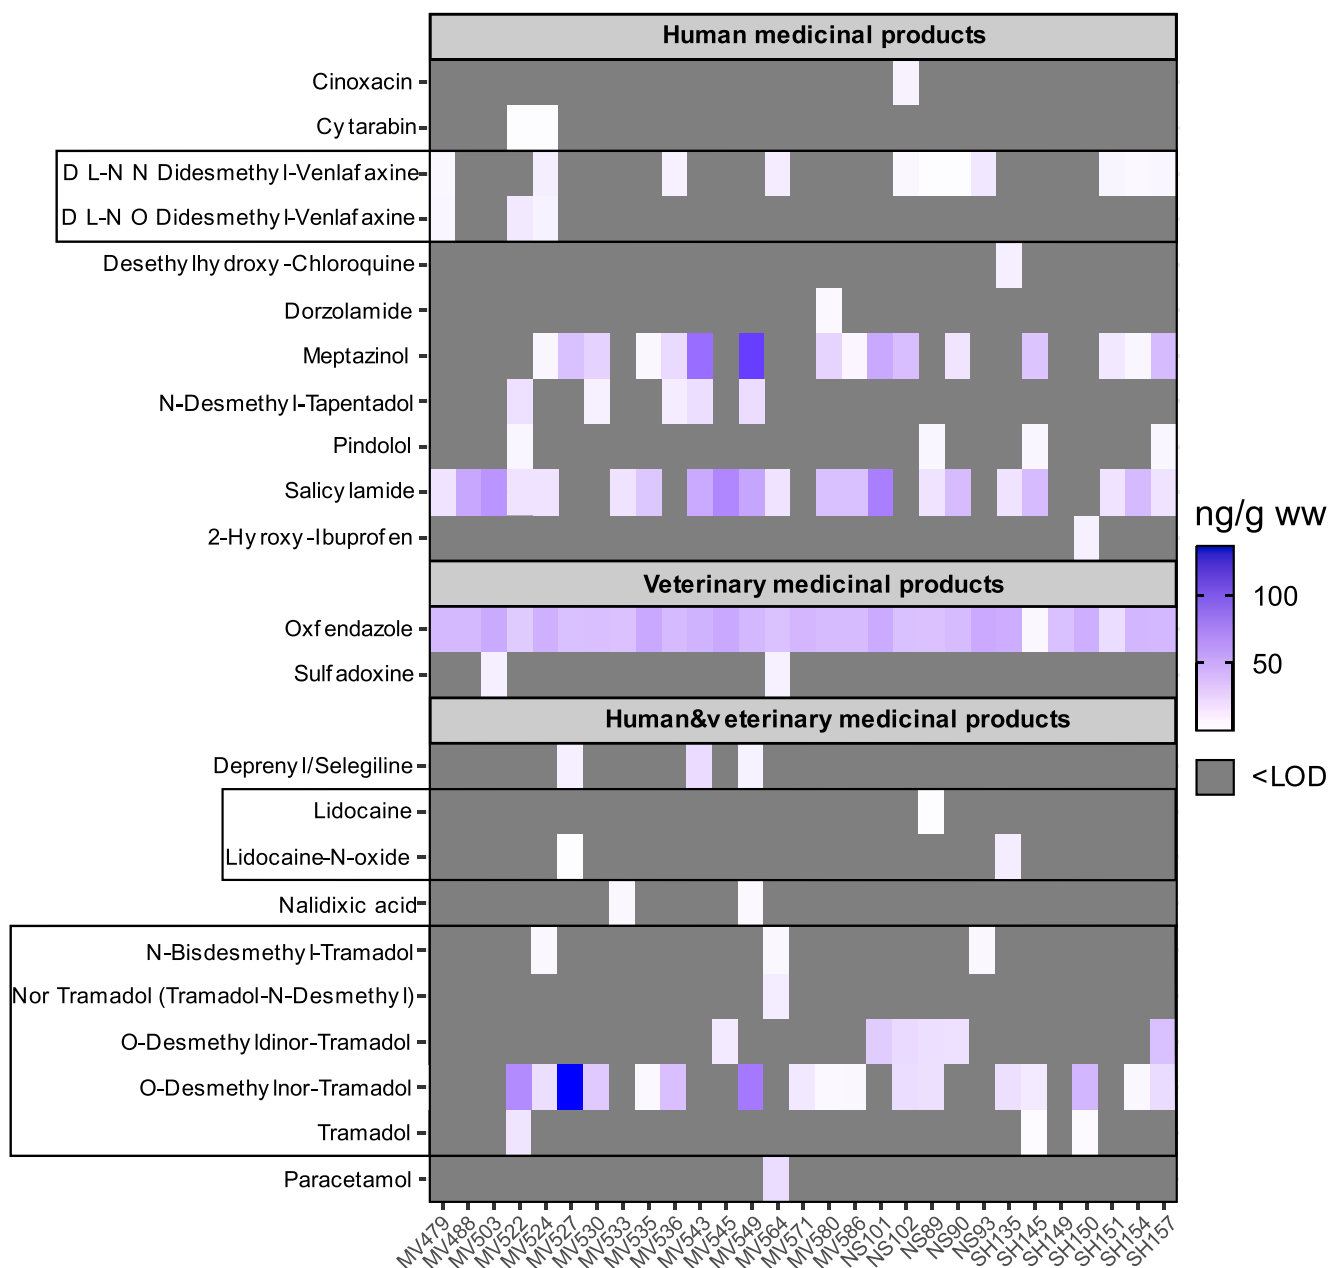 Human medicinal products
Cinoxacin
Cytarabin
D L-N N Didesmethyl-Venlafaxine
D L-N O Didesmethyl-Venlafaxine
Desethylhydroxy-Chloroquine
Dorzolamide
Meptazinol
N-Desmethyl-Tapentadol
Pindolol
Salicylamide
2-Hyroxy-Ibuprofen
Veterinary medicinal products
Oxfendazole
Sulfadoxine
Human&veterinary medicinal products
Deprenyl/Selegiline
Lidocaine
Lidocaine-N-oxide
Nalidixic acid
N-Bisdesmethyl-Tramadol
Nor Tramadol (Tramadol-N-Desmethyl)
O-Desmethyldinor-Tramadol
O-Desmethylnor-Tramadol
Tramadol
Paracetamol
MV479
MV488
MV503
MV522
MV524
MV527
MV530
MV533
MV535
MV536
MV543
MV545
MV549
MV564
MV571
MV580
MV586
NS101
NS102
NS89
NS90
NS93
SH135
SH145
SH149
SH150
SH151
SH154
SH157
ng/g ww
100
50
<LOD